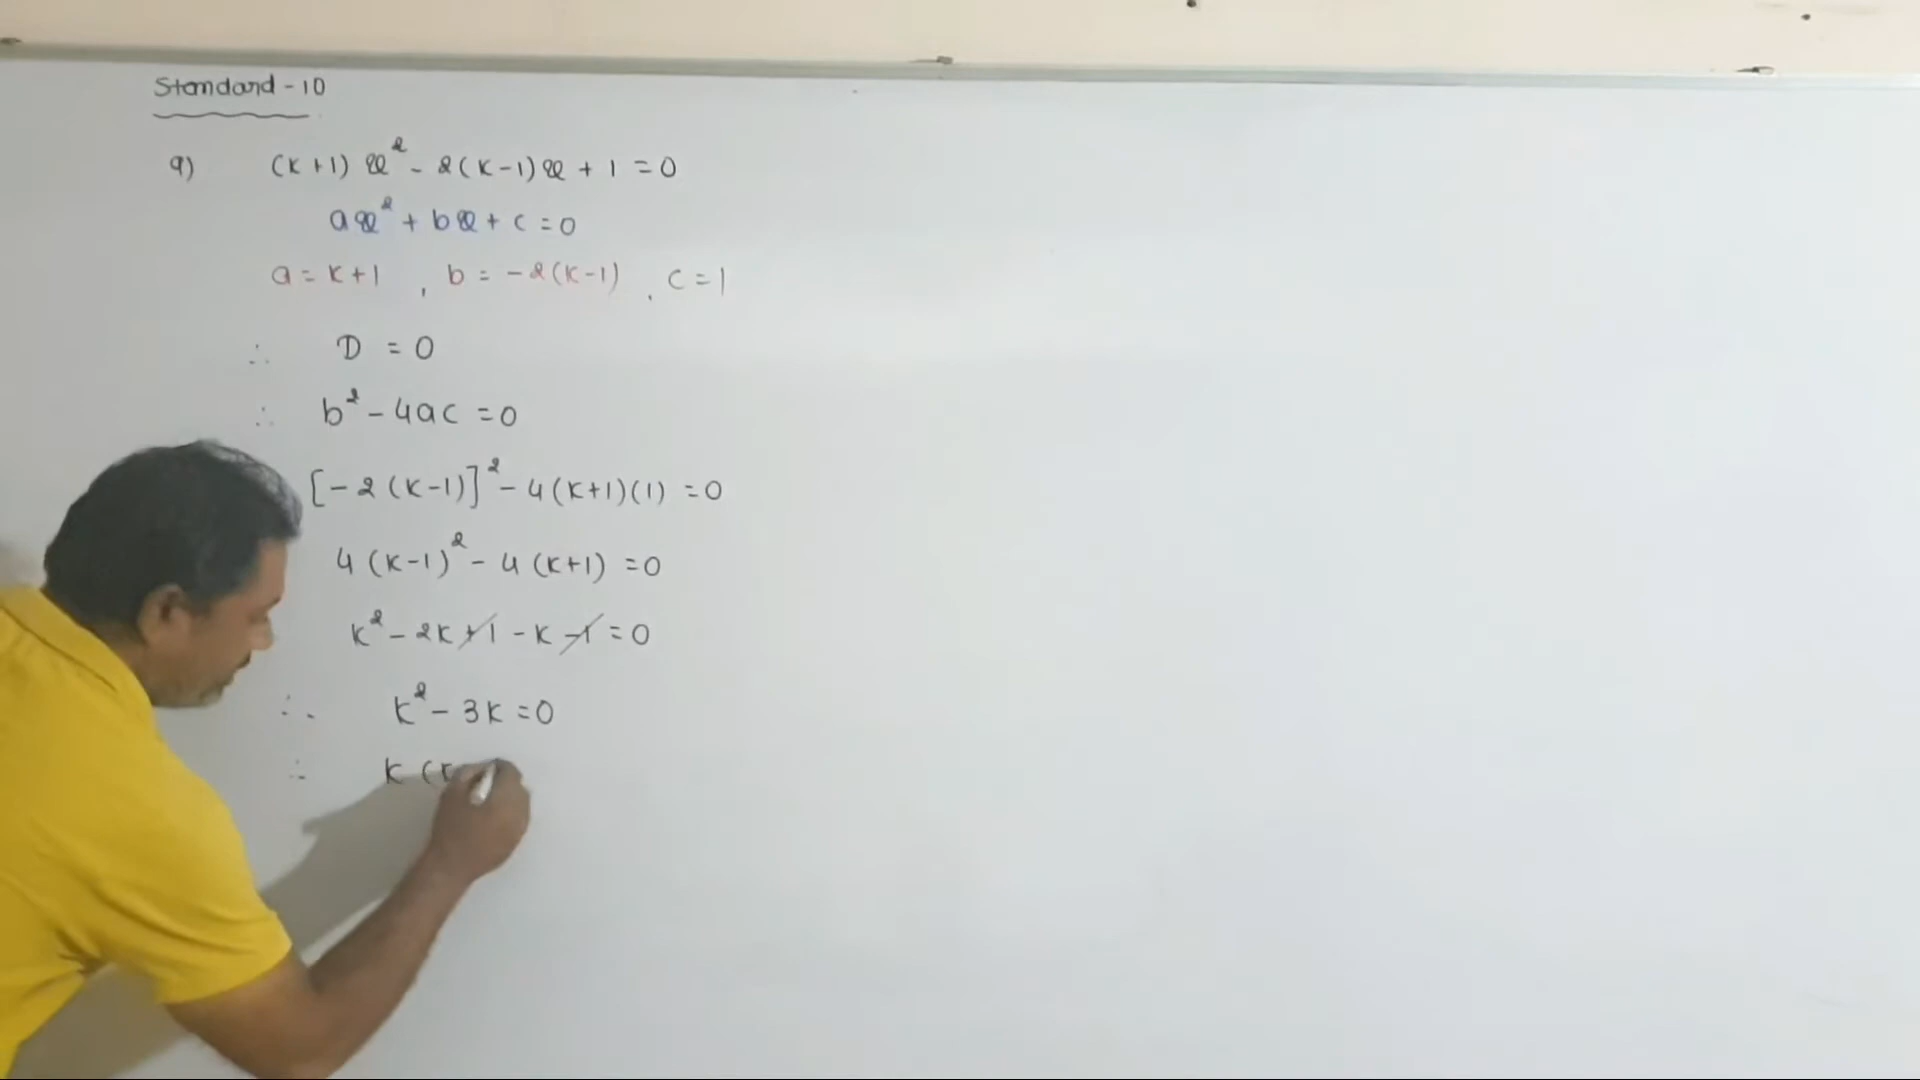 Standard - 10
9) (k+1) x² - 2(k-1)x + 1 = 0
ax² + bx + c = 0
a = k+1 , b = -2(k-1) , c = 1
∴ D = 0
∴ b² - 4ac = 0
[-2(k-1)]² - 4(k+1)(1) = 0
4(k-1)² - 4(k+1) = 0
k² - 2k + 1 - k - 1 = 0
∴ k² - 3k = 0
∴ k (k